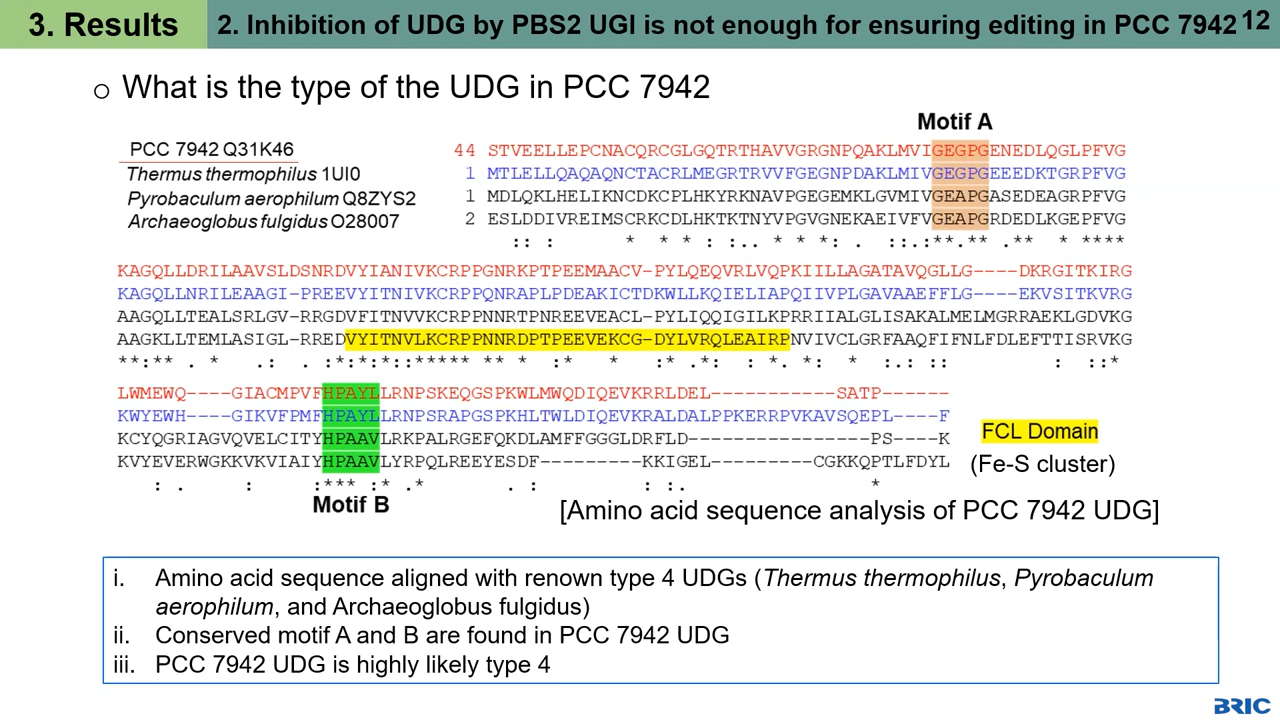 3. Results
2. Inhibition of UDG by PBS2 UGI is not enough for ensuring editing in PCC 7942
12
o What is the type of the UDG in PCC 7942
Motif A
PCC 7942 Q31K46 44 STVEELLEPCNACQRCGLGQTRTHAVVGRGNPQAKLMVIGEGPGENEDLQGLPFVG
Thermus thermophilus 1UI0 1 MTLELLQAQAQNCTACRLMEGRTRVVFGEGNPDAKLMIVGEGPGEEEDKTGRPFVG
Pyrobaculum aerophilum Q8ZYS2 1 MDLQKLHELIKNCDKCPLHKYRKNAVPGEGEMKLGVMIVGEAPGASEDEAGRPFVG
Archaeoglobus fulgidus O28007 2 ESLDDIVREIMSCRKCDLHKTKTNYVPGVGNEKAEIVFVGEAPGRDEDLKGEPFVG
:: : * * * : :.. * * *: . :..:**.** .** * ****
KAGQLLDRILAAVSLDSNRDVYIANIVKCRPPGNRKPTPEEMAACV-PYLQEQVRLVQPKIILLAGATAVQGLLG----DKRGITKIRG
KAGQLLNRILEAAGI-PREEVYITNIVKCRPPQNRAPLPDEAKICTDKWLLKQIELIAPQIIVPLGAVAAEFFLG----EKVSITKVRG
AAGQLLTEALSRLGV-RRGDVFITNVVKCRPPNNRTPNREEVEACL-PYLIQQIGILKPRRIIALGLISAKALMELMGRRAEKLGDVKG
AAGKLLTEMLASIGL-RREDVYITNVLKCRPPNNRDPTPEEVEKCG-DYLVRQLEAIRPNVIVCLGRFAAQFIFNLFDLEFTTISRVKG
**:** . * .: :*:*:*::***** ** * :* * :* : * : * .: :: : ::*
LWMEWQ----GIACMPVFHPAYLLRNPSKEQGSPKWLMWQDIQEVKRRLDEL--------SATP------
KWYEWH----GIKVFPMFHPAYLLRNPSRAPGSPKHLTWLDIQEVKRALDALPPKERRPVKAVSQEPL----F
KCYQGRIAGVQVELCITYHPAAVLRKPALRGEFQKDLAMFFGGGLDRFLD---------------PS----K
KVYEVERWGKKVKVIAIYHPAAVLYRPQLREEYESDF---------KKIGEL---------CGKKQPTLFDYL
: . : :*** :* .* . : : :. *
FCL Domain
(Fe-S cluster)
Motif B
[Amino acid sequence analysis of PCC 7942 UDG]
i. Amino acid sequence aligned with renown type 4 UDGs (Thermus thermophilus, Pyrobaculum
aerophilum, and Archaeoglobus fulgidus)
ii. Conserved motif A and B are found in PCC 7942 UDG
iii. PCC 7942 UDG is highly likely type 4
BRIC